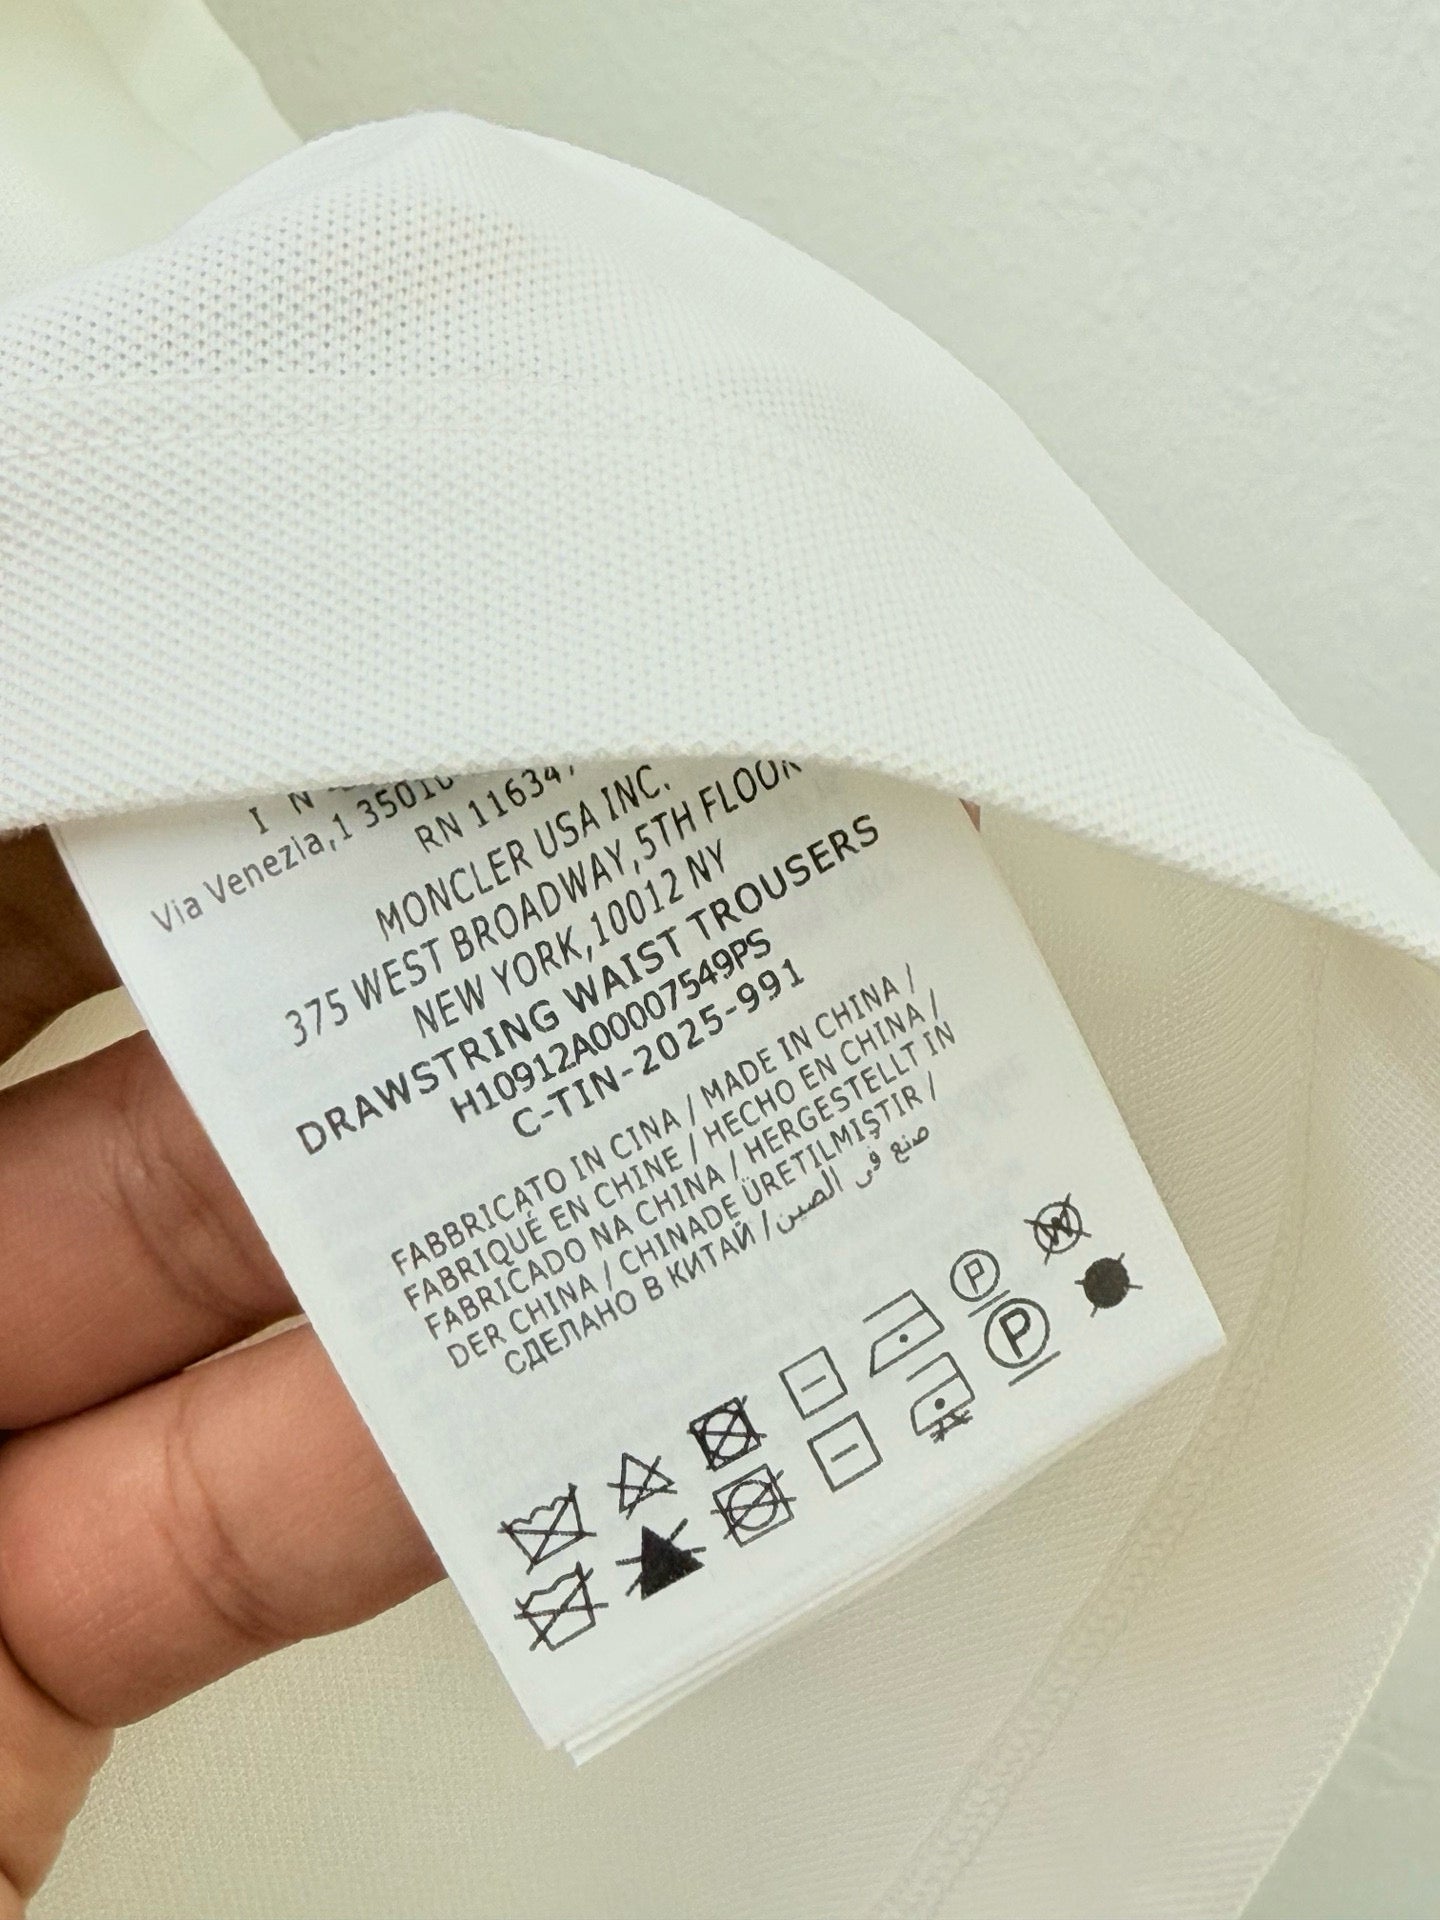 I N
Via Venezia,1 35010
RN 116347
MONCLER USA INC.
375 WEST BROADWAY,5TH FLOOR
NEW YORK,10012 NY
DRAWSTRING WAIST TROUSERS
H10912A00007549PS
C-TIN-2025-991
FABBRICATO IN CINA / MADE IN CHINA /
FABRIQUÉ EN CHINE / HECHO EN CHINA /
FABRICADO NA CHINA / HERGESTELLT IN
DER CHINA / CHINADE ÜRETILMIŞTIR /
СДЕЛАНО В КИТАЙ / صنع في الصين
W
P
P